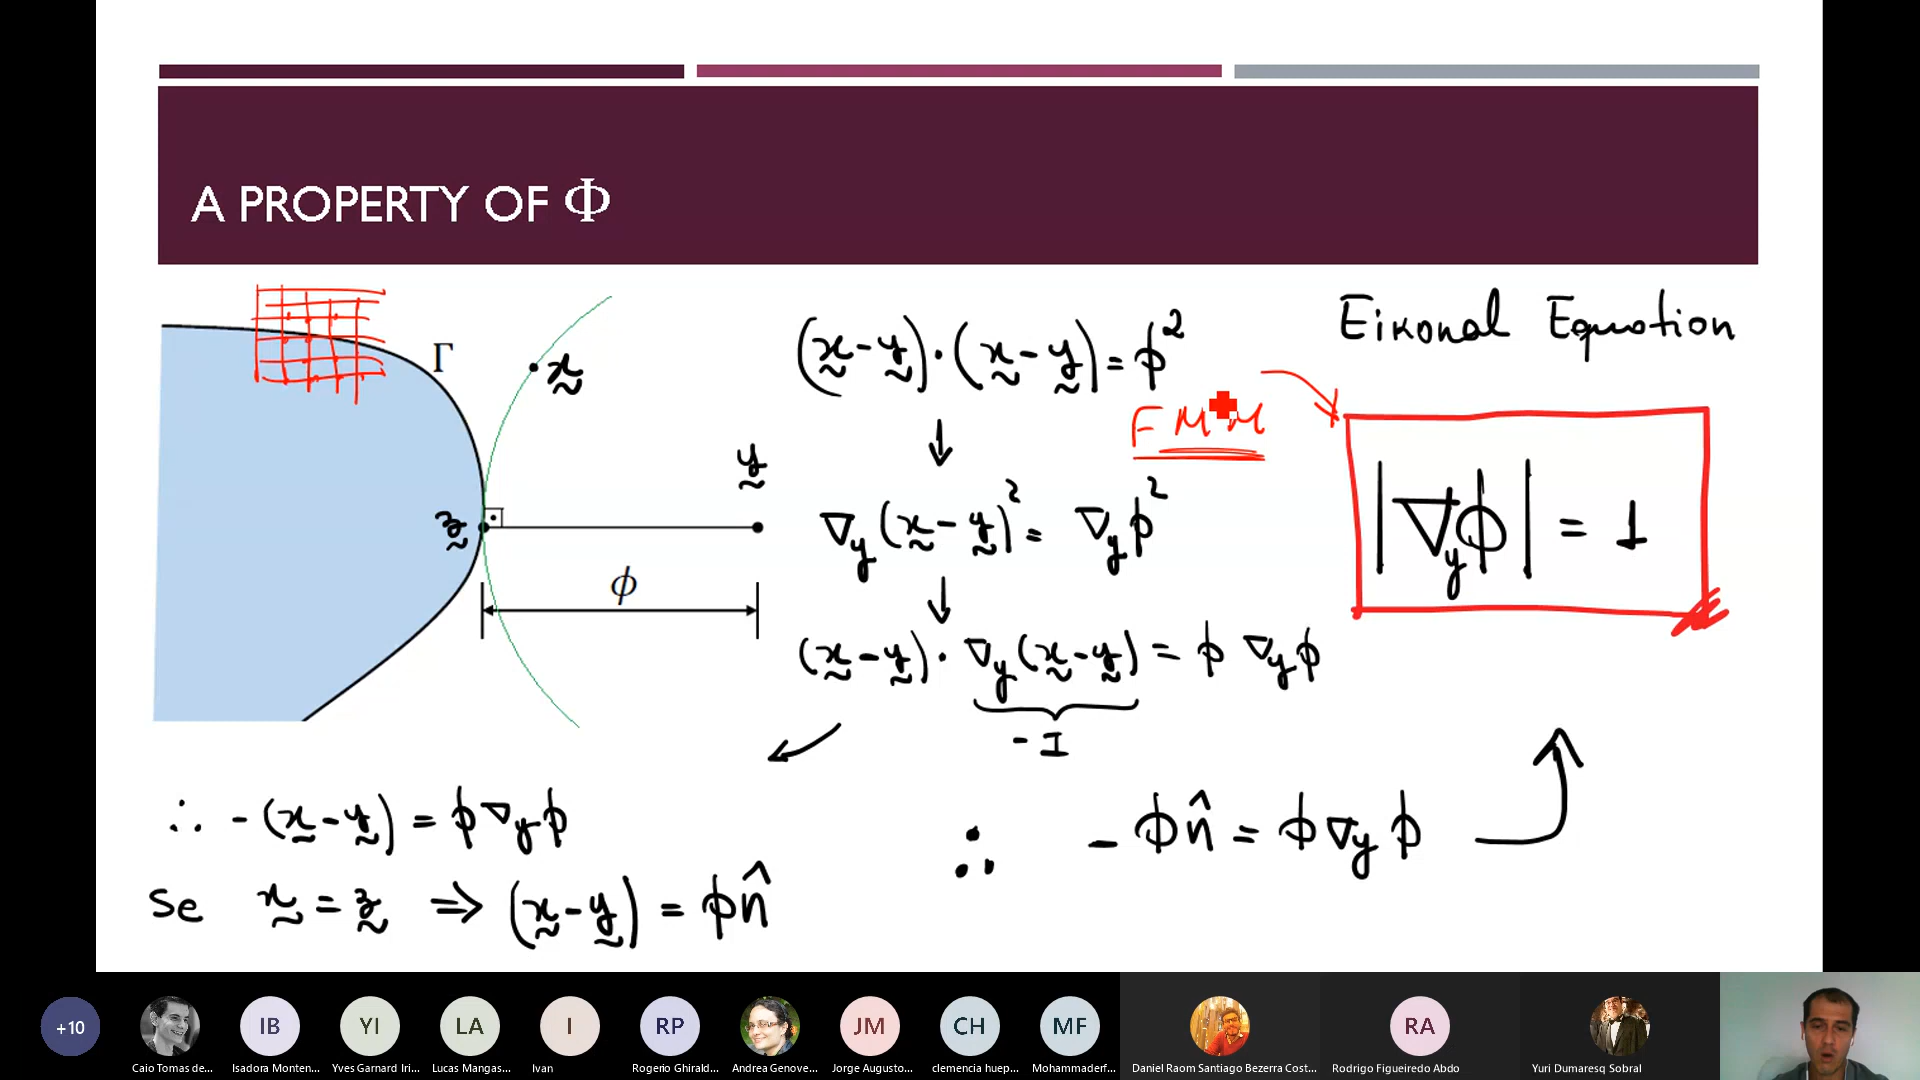 A PROPERTY OF Φ
Γ
x̰
z̰
y̰
ϕ
(x̰-y̰)·(x̰-y̰)=ϕ²
↓
∇y(x̰-y̰)²= ∇yϕ²
↓
(x̰-y̰)·∇y(x̰-y̰) = ϕ ∇yϕ
-I
FMM
Eikonal Equation
|∇yϕ| = 1
∴ -(x̰-y̰) = ϕ∇yϕ
Se x̰ = z̰ ⇒ (x̰-y̰) = ϕn̂
∴ -ϕn̂ = ϕ∇yϕ
+10
IB
YI
LA
I
RP
JM
CH
MF
RA
Caio Tomas de...
Isadora Monten...
Yves Garnard Iri...
Lucas Mangas...
Ivan
Rogerio Ghirald...
Andrea Genove...
Jorge Augusto...
clemencia huep...
Mohammaderf...
Daniel Raom Santiago Bezerra Cost...
Rodrigo Figueiredo Abdo
Yuri Dumaresq Sobral